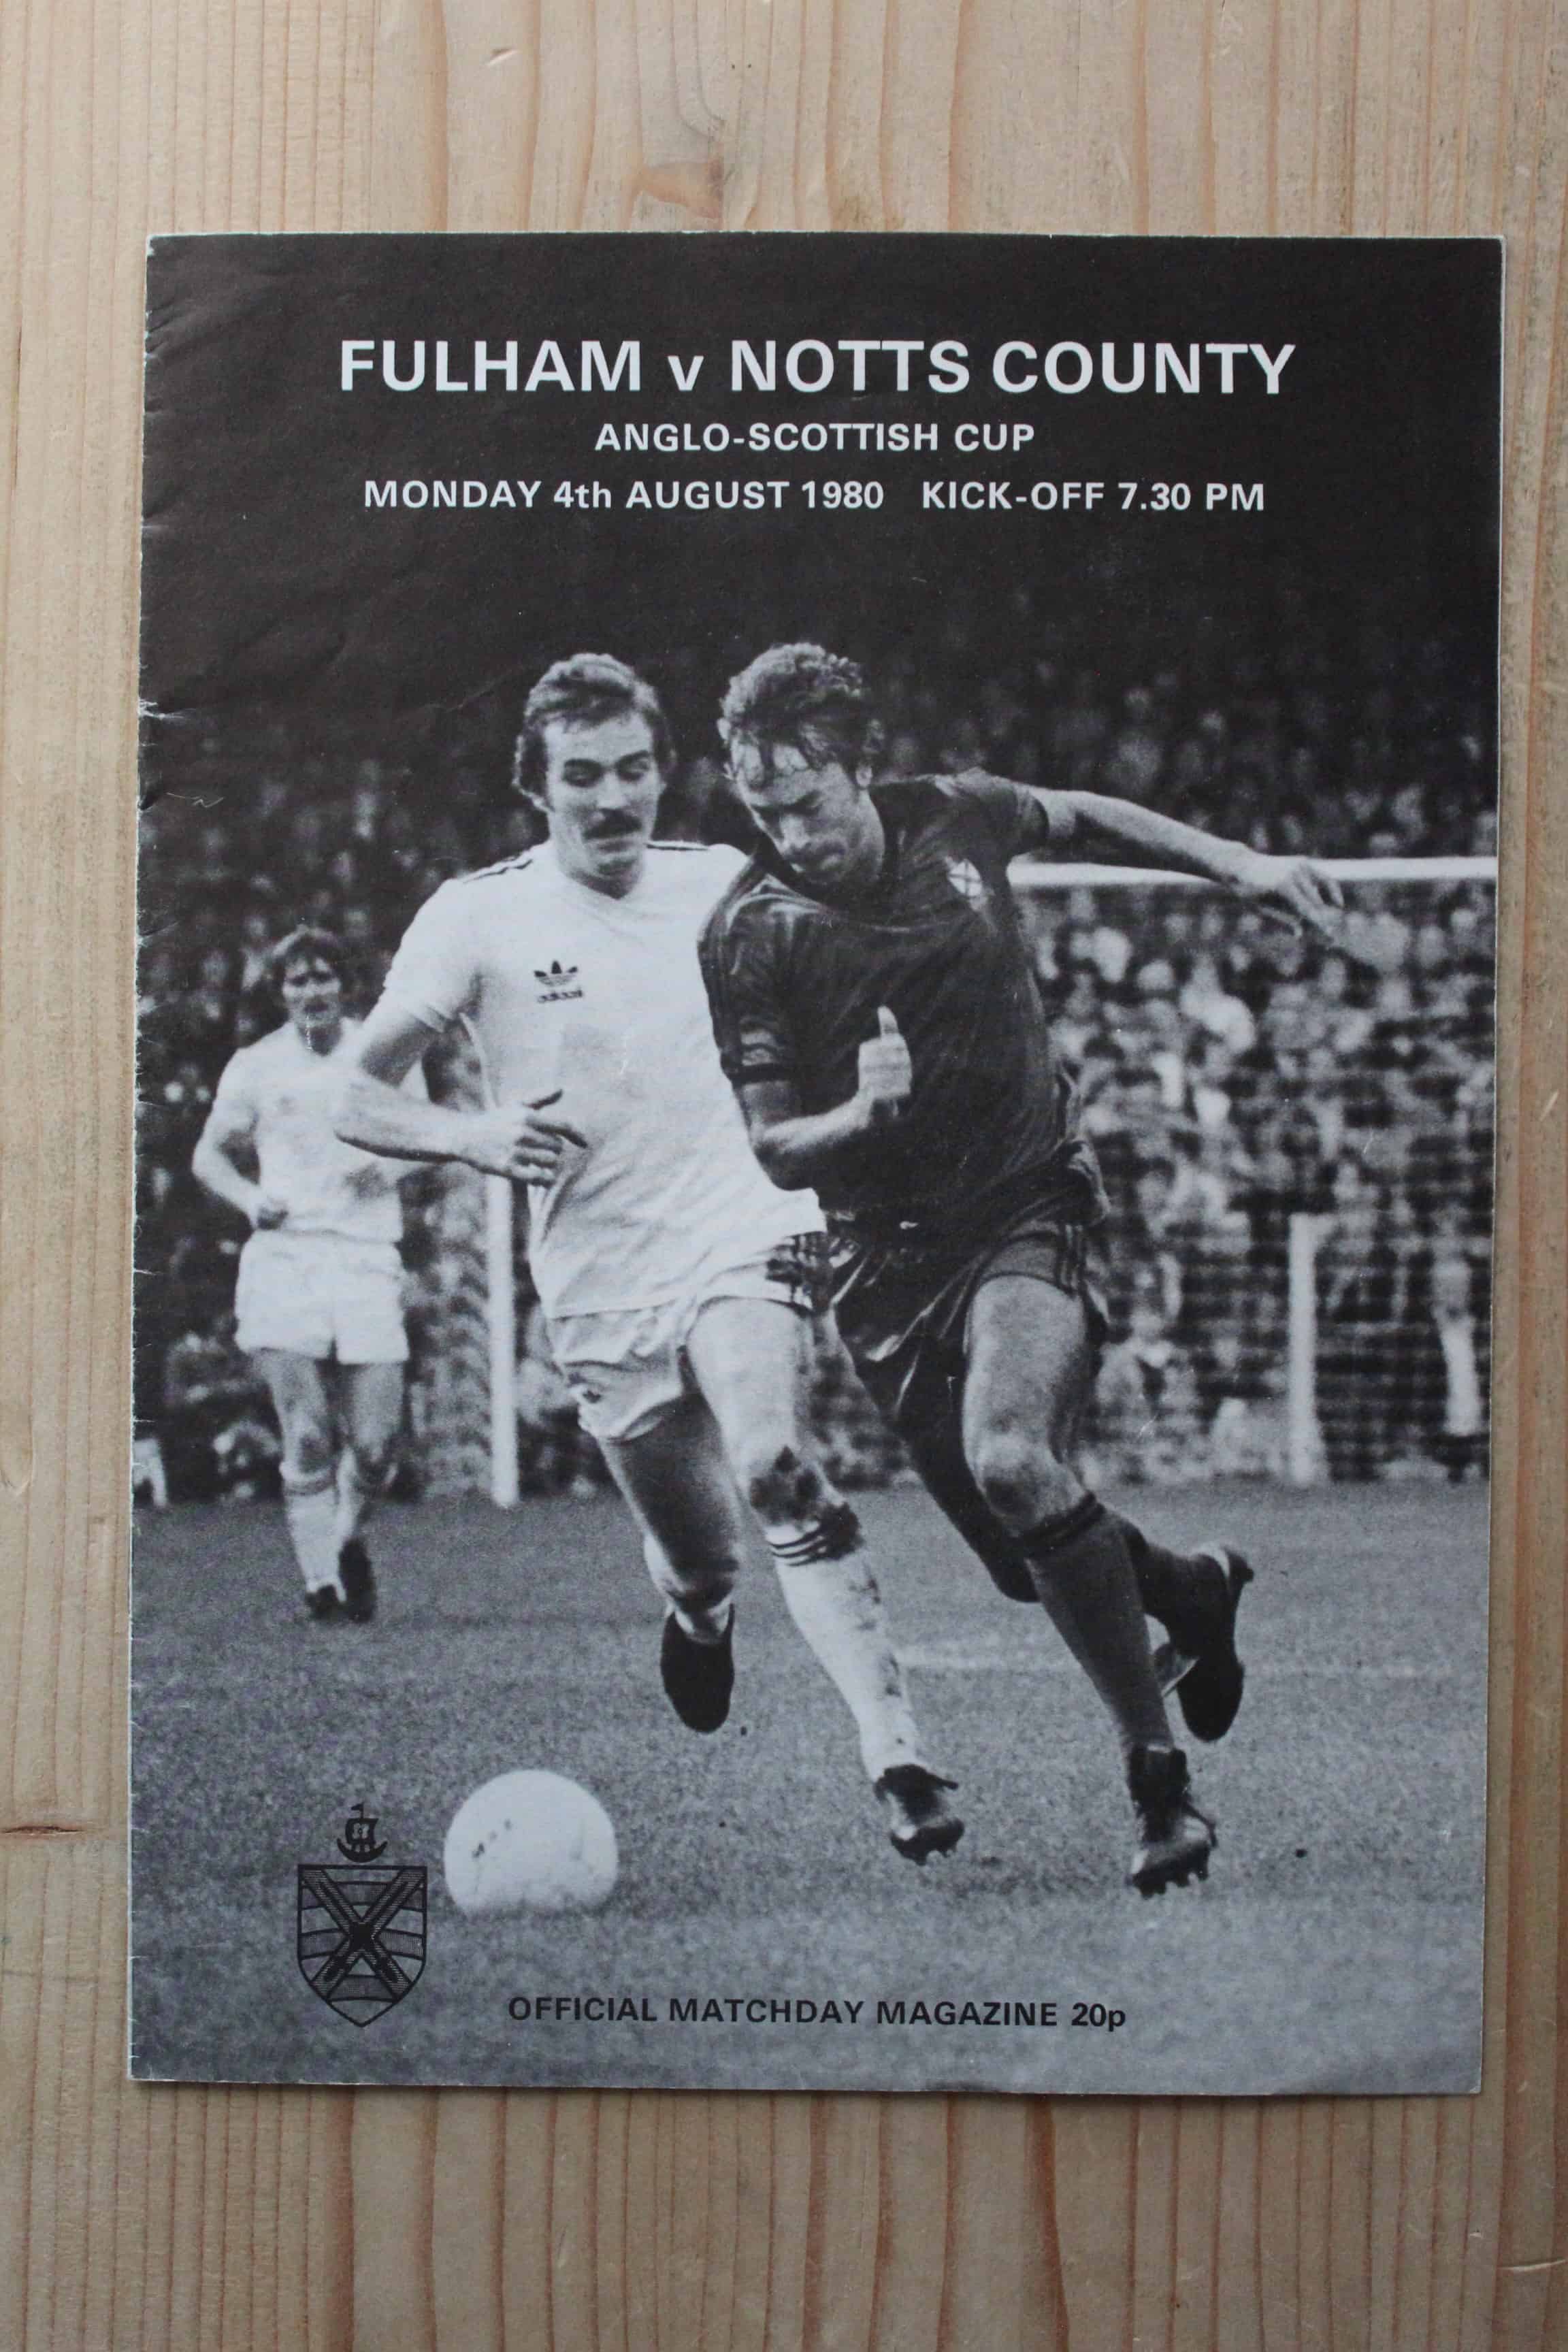 FULHAM v NOTTS COUNTY
ANGLO-SCOTTISH CUP
MONDAY 4th AUGUST 1980 KICK-OFF 7.30 PM
OFFICIAL MATCHDAY MAGAZINE 20p